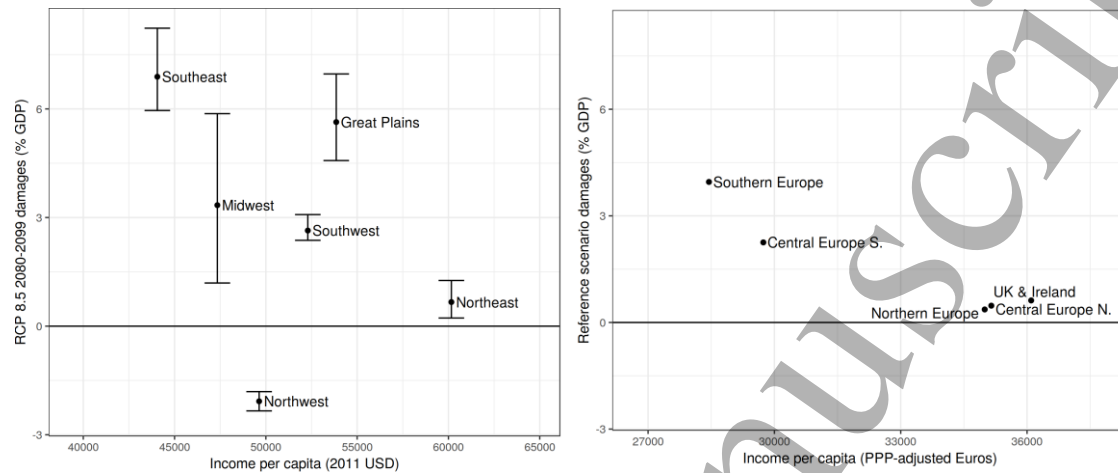 RCP 8.5 2080-2099 damages (% GDP)
6
3
0
-3
Southeast
Great Plains
Midwest
Southwest
Northeast
Northwest
40000 45000 50000 55000 60000 65000
Income per capita (2011 USD)
Reference scenario damages (% GDP)
6
3
0
-3
Southern Europe
Central Europe S.
UK & Ireland
Northern Europe Central Europe N.
27000 30000 33000 36000
Income per capita (PPP-adjusted Euros)